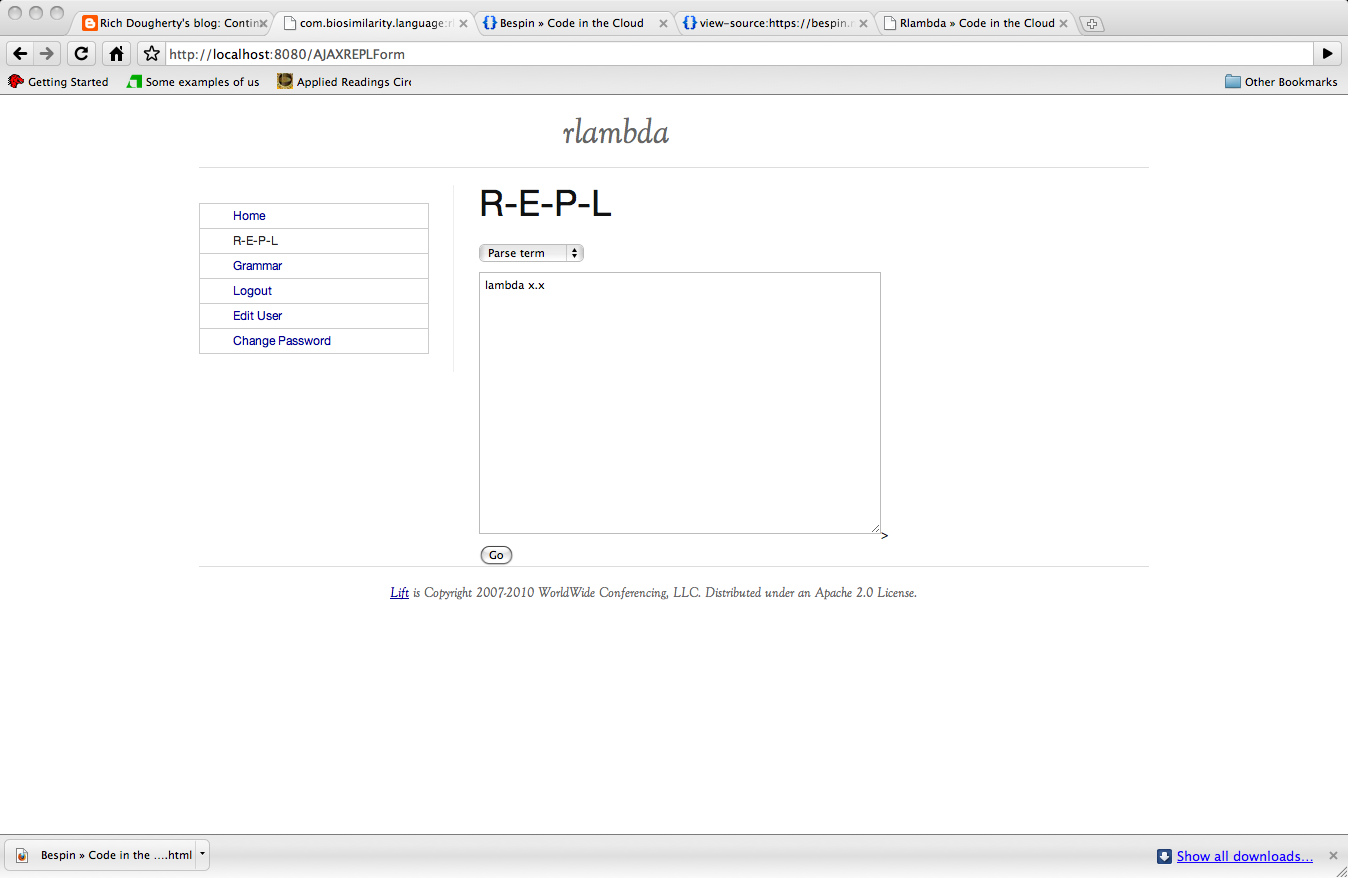 Rich Dougherty's blog: Contin
com.biosimilarity.language:r
Bespin » Code in the Cloud
view-source:https://bespin.
Rlambda » Code in the Cloud
http://localhost:8080/AJAXREPLForm
Getting Started
Some examples of us
Applied Readings Circ
Other Bookmarks
rlambda
Home
R-E-P-L
Grammar
Logout
Edit User
Change Password
R-E-P-L
Parse term
lambda x.x
>
Go
Lift is Copyright 2007-2010 WorldWide Conferencing, LLC. Distributed under an Apache 2.0 License.
Bespin » Code in the ....html
Show all downloads...